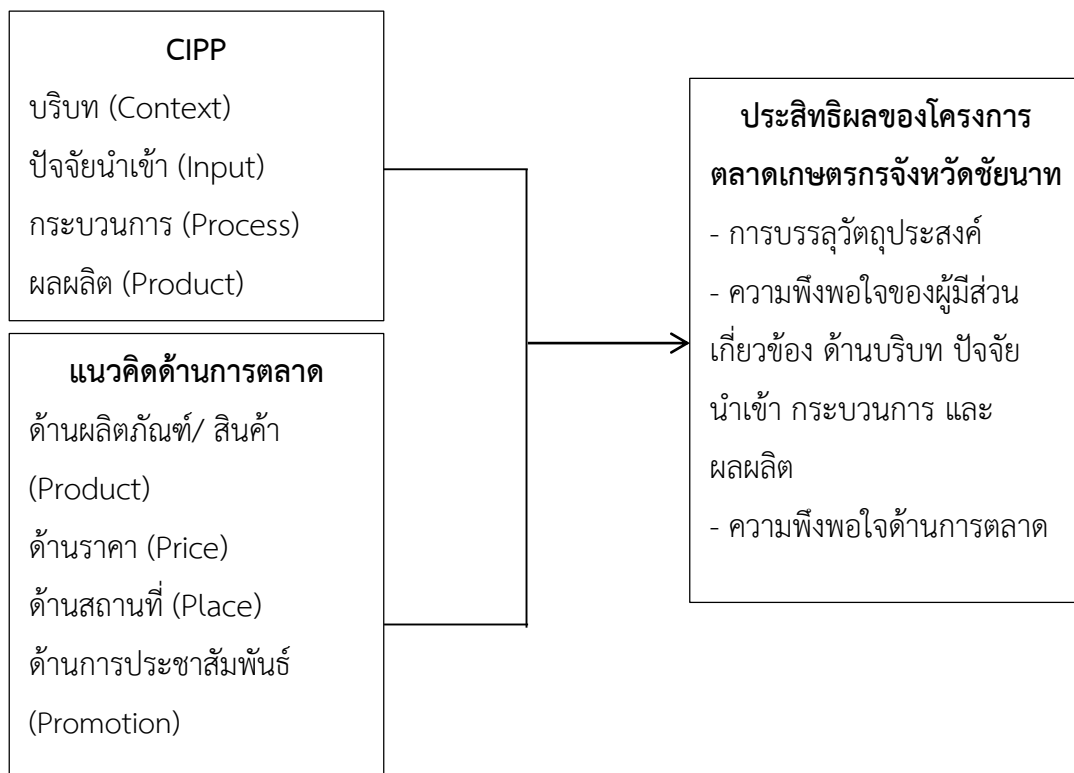 CIPP
บริบท (Context)
ปัจจัยนำเข้า (Input)
กระบวนการ (Process)
ผลผลิต (Product)
แนวคิดด้านการตลาด
ด้านผลิตภัณฑ์/ สินค้า
(Product)
ด้านราคา (Price)
ด้านสถานที่ (Place)
ด้านการประชาสัมพันธ์
(Promotion)
ประสิทธิผลของโครงการ
ตลาดเกษตรกรจังหวัดชัยนาท
- การบรรลุวัตถุประสงค์
- ความพึงพอใจของผู้มีส่วน
เกี่ยวข้อง ด้านบริบท ปัจจัย
นำเข้า กระบวนการ และ
ผลผลิต
- ความพึงพอใจด้านการตลาด